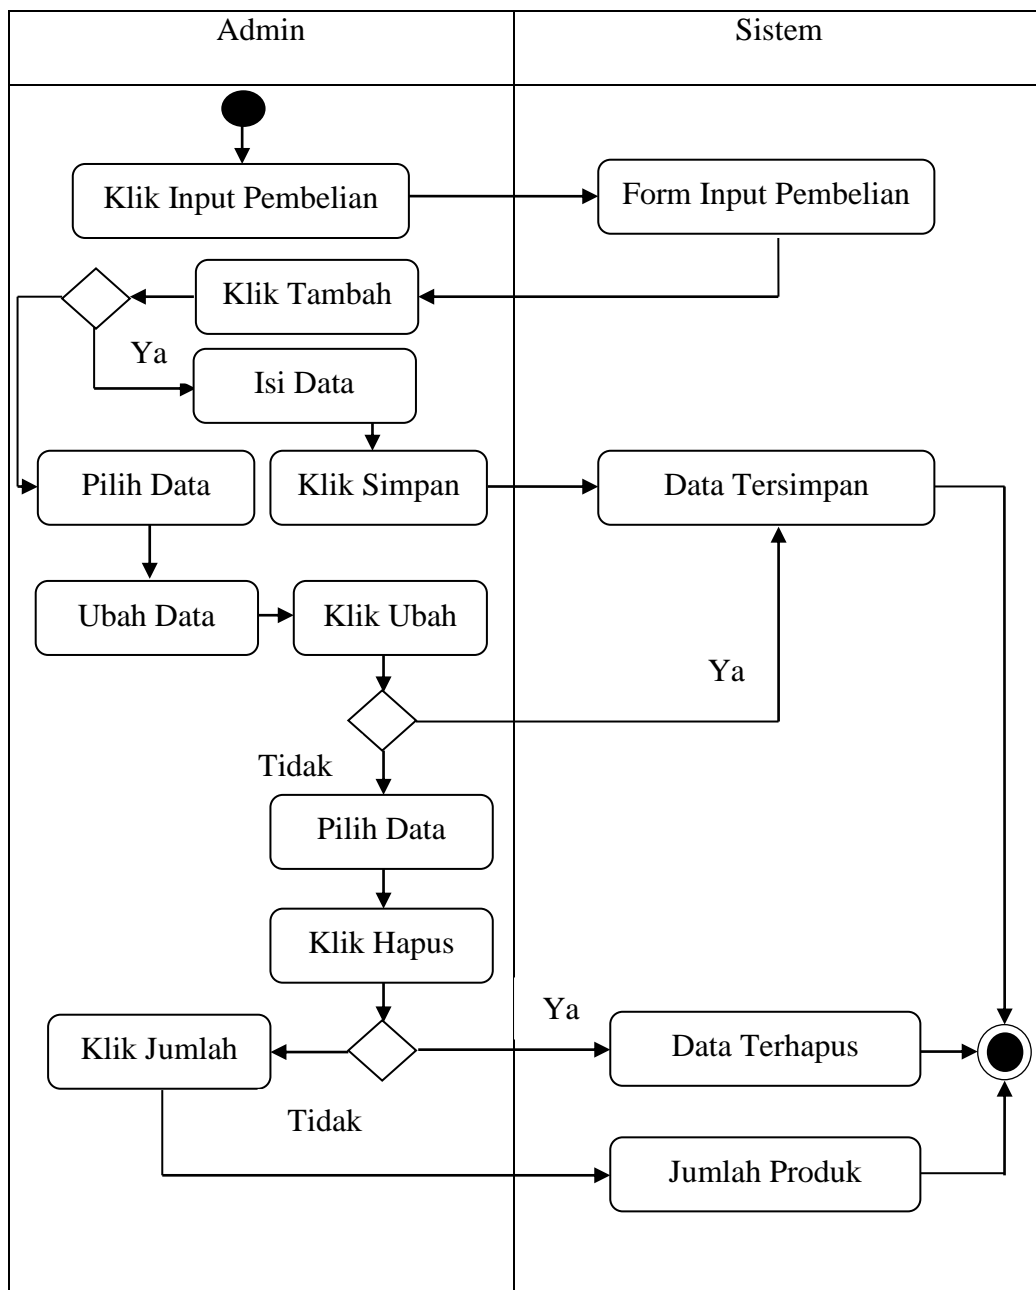 Admin
Sistem
Klik Input Pembelian
Form Input Pembelian
Klik Tambah
Ya
Isi Data
Pilih Data
Klik Simpan
Data Tersimpan
Ubah Data
Klik Ubah
Ya
Tidak
Pilih Data
Klik Hapus
Ya
Klik Jumlah
Data Terhapus
Tidak
Jumlah Produk